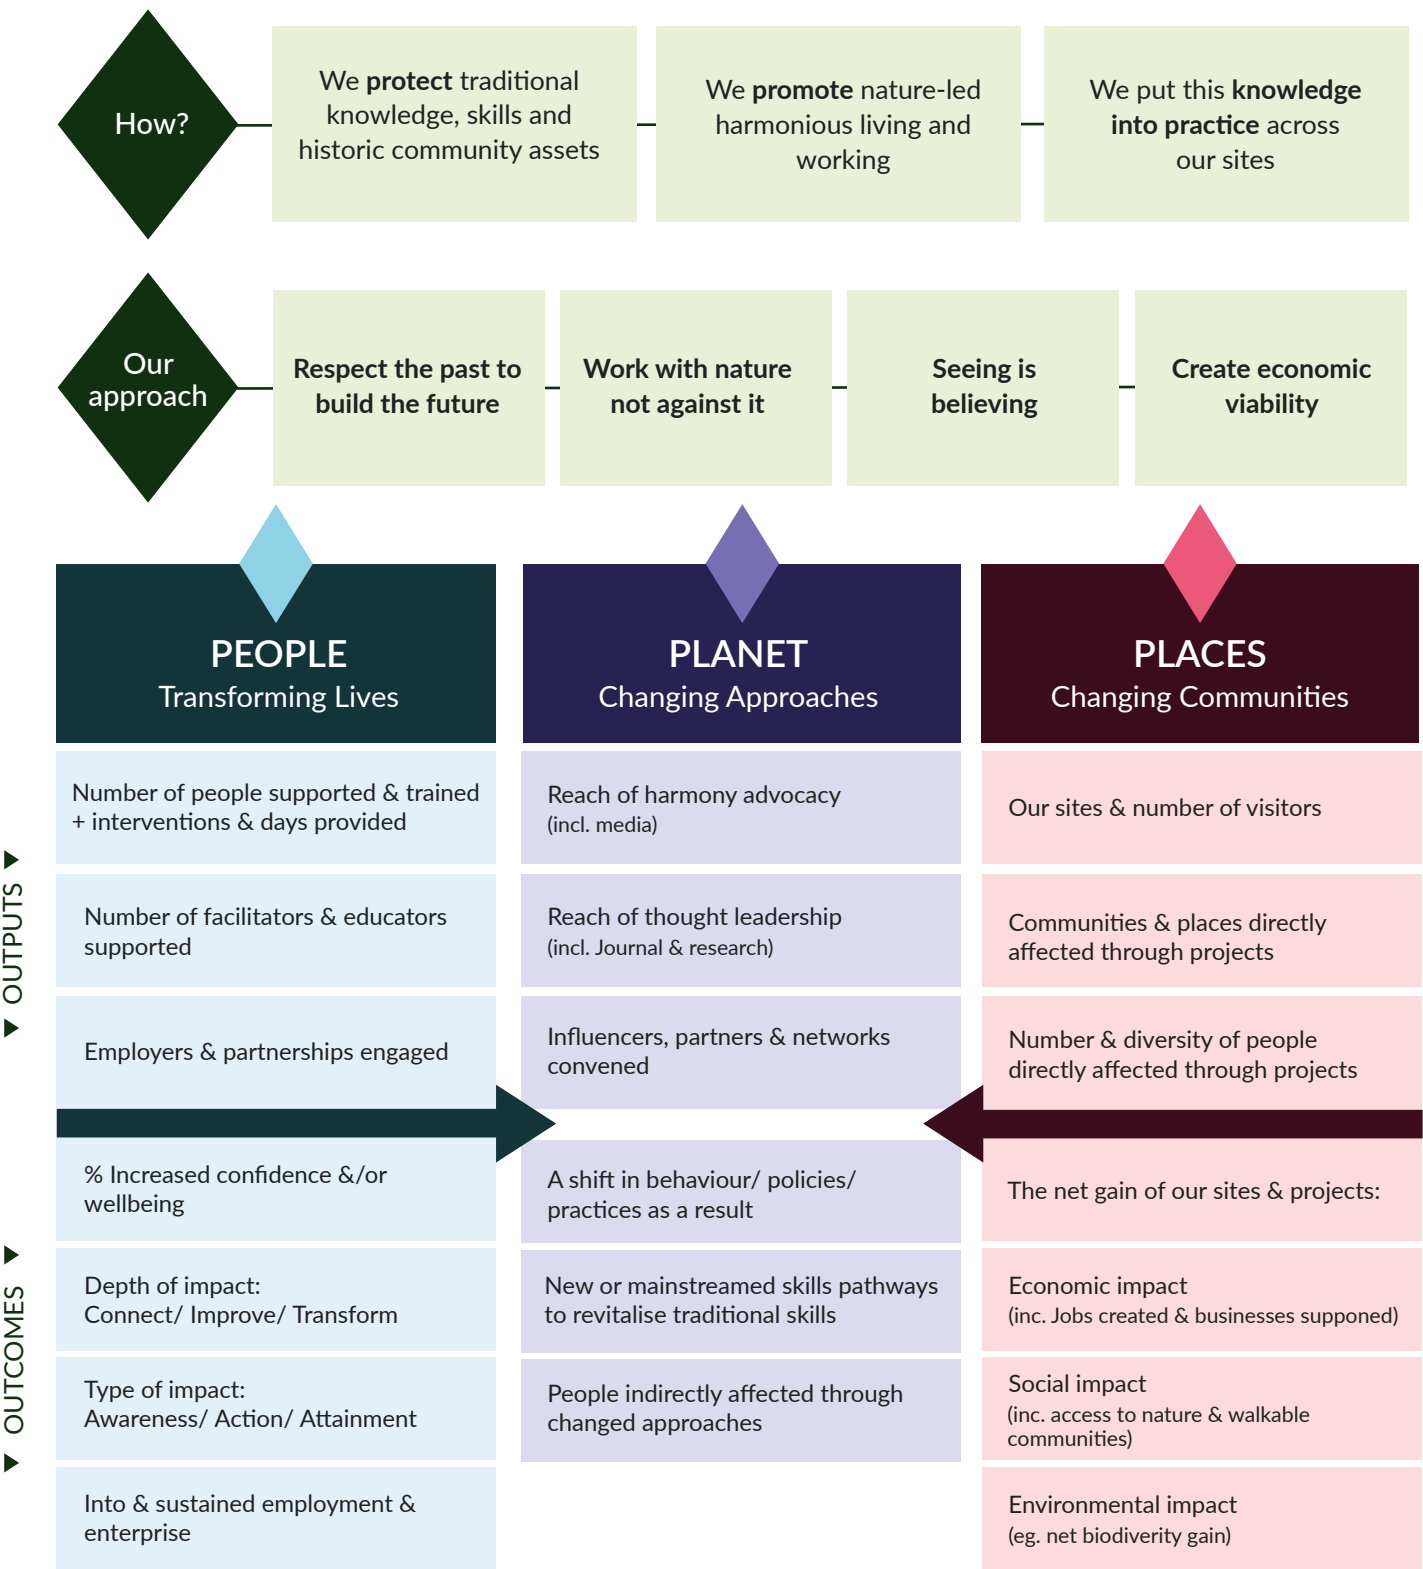 How?
We protect traditional
knowledge, skills and
historic community assets
We promote nature-led
harmonious living and
working
We put this knowledge
into practice across
our sites
Our
approach
Respect the past to
build the future
Work with nature
not against it
Seeing is
believing
Create economic
viability
PEOPLE
Transforming Lives
PLANET
Changing Approaches
PLACES
Changing Communities
OUTPUTS
Number of people supported & trained
+ interventions & days provided
Reach of harmony advocacy
(incl. media)
Our sites & number of visitors
Number of facilitators & educators
supported
Reach of thought leadership
(incl. Journal & research)
Communities & places directly
affected through projects
Employers & partnerships engaged
Influencers, partners & networks
convened
Number & diversity of people
directly affected through projects
OUTCOMES
% Increased confidence &/or
wellbeing
A shift in behaviour/ policies/
practices as a result
The net gain of our sites & projects:
Depth of impact:
Connect/ Improve/ Transform
New or mainstreamed skills pathways
to revitalise traditional skills
Economic impact
(inc. Jobs created & businesses supponed)
Type of impact:
Awareness/ Action/ Attainment
People indirectly affected through
changed approaches
Social impact
(inc. access to nature & walkable
communities)
Into & sustained employment &
enterprise
Environmental impact
(eg. net biodiverity gain)